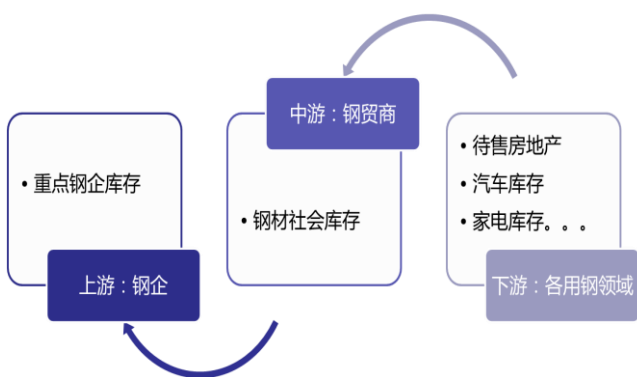 • 重点钢企库存
上游：钢企
中游：钢贸商
• 钢材社会库存
• 待售房地产
• 汽车库存
• 家电库存。。。
下游：各用钢领域